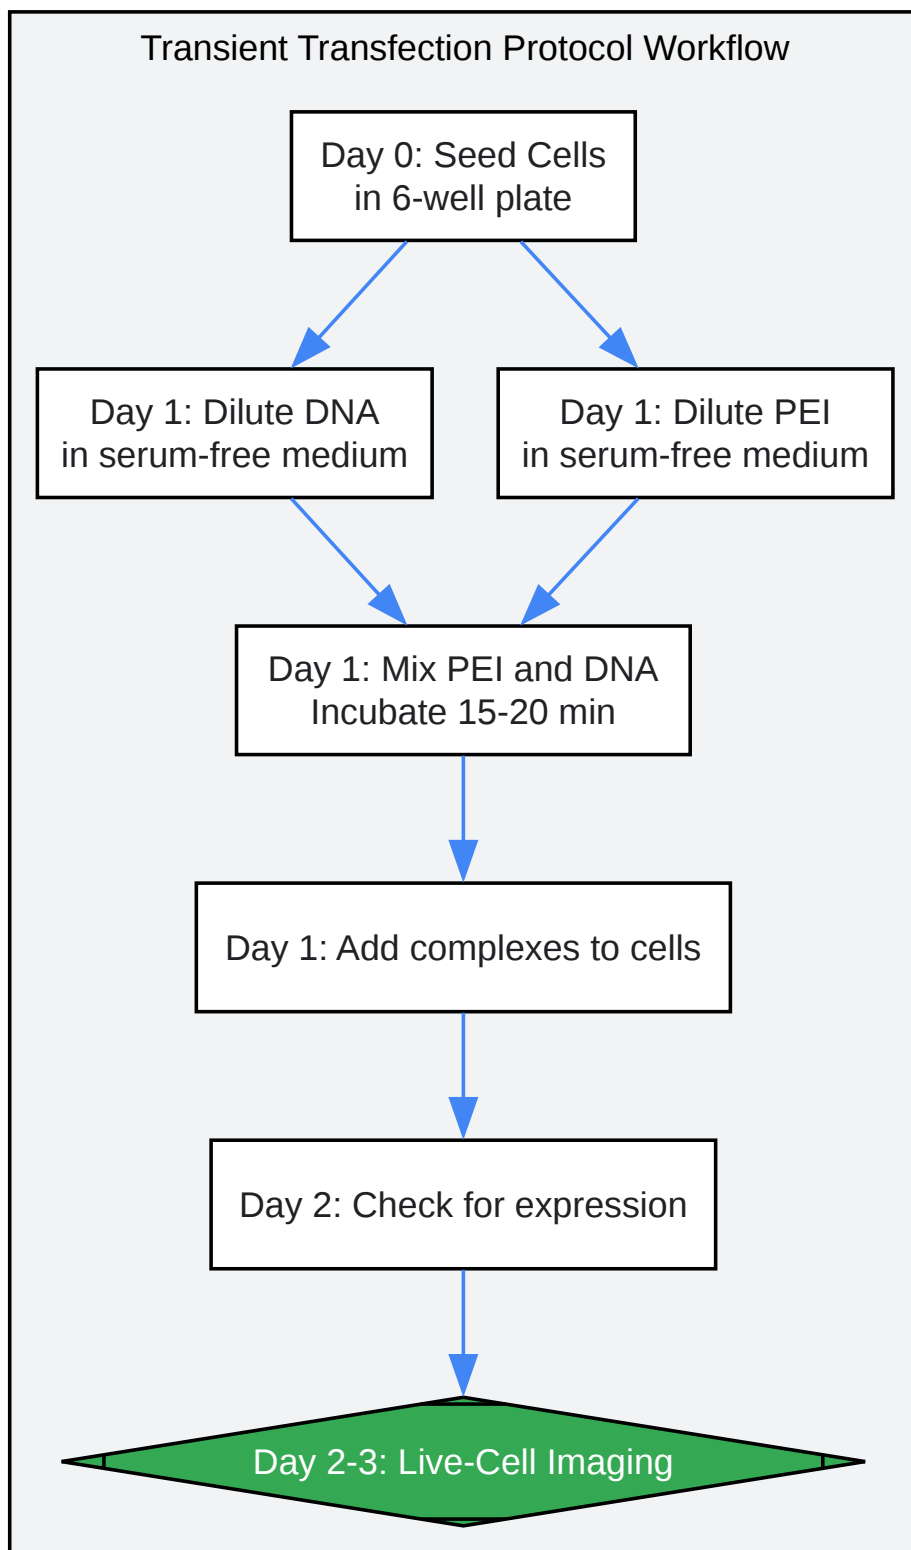 Transient Transfection Protocol Workflow
Day 0: Seed Cells
in 6-well plate
Day 1: Dilute DNA
in serum-free medium
Day 1: Dilute PEI
in serum-free medium
Day 1: Mix PEI and DNA
Incubate 15-20 min
Day 1: Add complexes to cells
Day 2: Check for expression
Day 2-3: Live-Cell Imaging